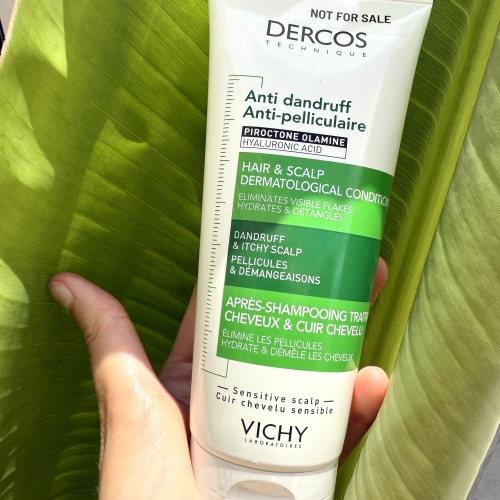 NOT FOR SALE
DERCOS
TECHNIQUE
Anti dandruff
Anti-pelliculaire
PIROCTONE OLAMINE
HYALURONIC ACID
HAIR & SCALP
DERMATOLOGICAL
ELIMINATES VISIBLE FLAKES
HYDRATES & DETANGLES
DANDRUFF
& ITCHY SCALP
PELLICULES
& DÉMANGEAISONS
APRÈS-SHAMPOOING
CHEVEUX & CUIR
ÉLIMINE LES PELLICULES
HYDRATE & DÉMÊLE LES CHEVEUX
Sensitive scalp
Cuir chevelu sensible
VICHY
LABORATOIRES